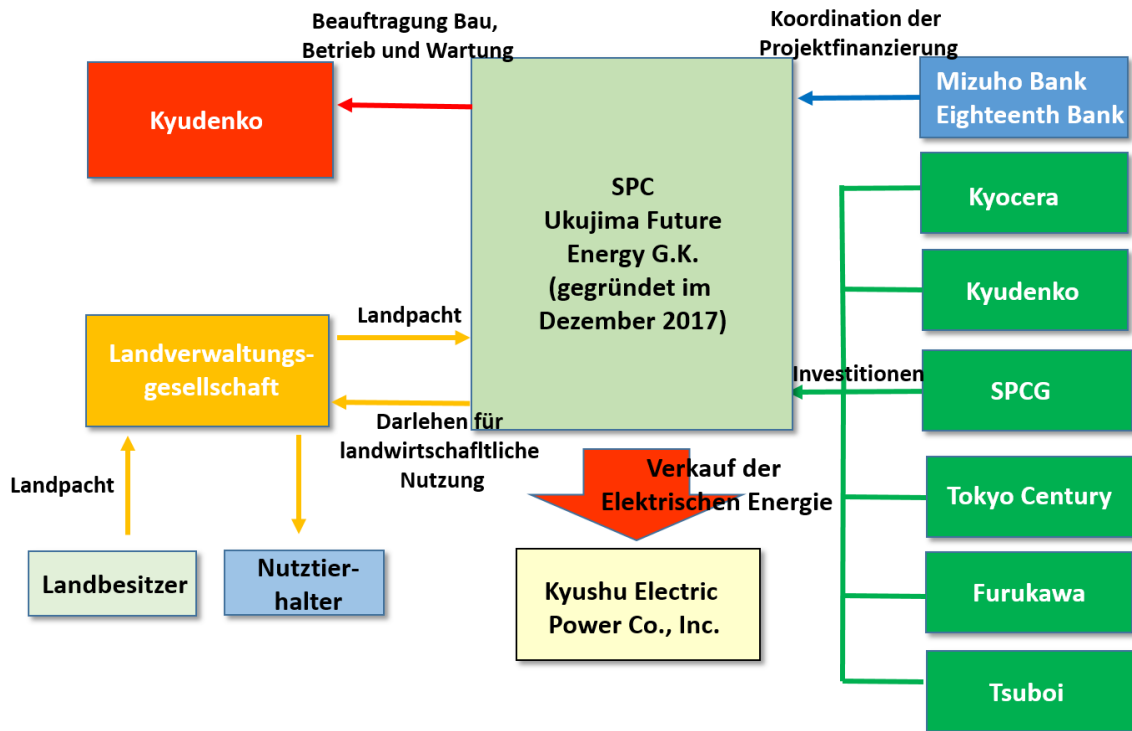 Beauftragung Bau,
Betrieb und Wartung
Koordination der
Projektfinanzierung
Kyudenko
Mizuho Bank
Eighteenth Bank
SPC
Ukujima Future
Energy G.K.
(gegründet im
Dezember 2017)
Kyocera
Kyudenko
Landpacht
Landverwaltungs-
gesellschaft
Investitionen
SPCG
Darlehen für
landwirtschafltliche
Nutzung
Landpacht
Verkauf der
Elektrischen Energie
Tokyo Century
Landbesitzer
Nutztier-
halter
Kyushu Electric
Power Co., Inc.
Furukawa
Tsuboi